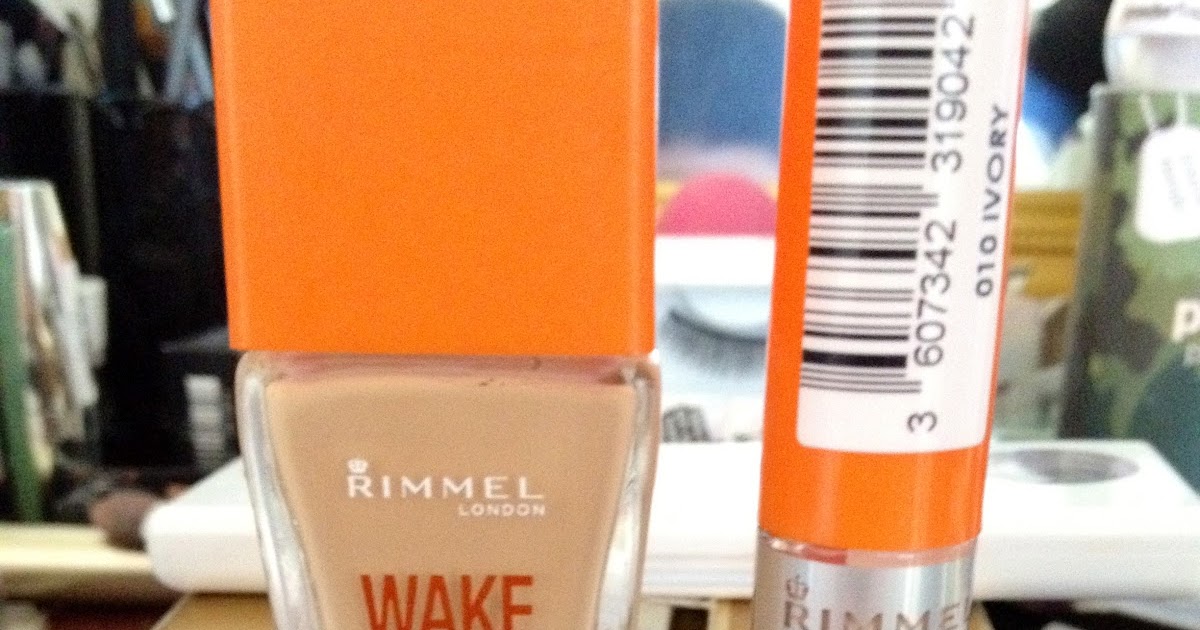 RIMMEL
LONDON
WAKE
3 607342 319042
010 IVORY
RIMMEL